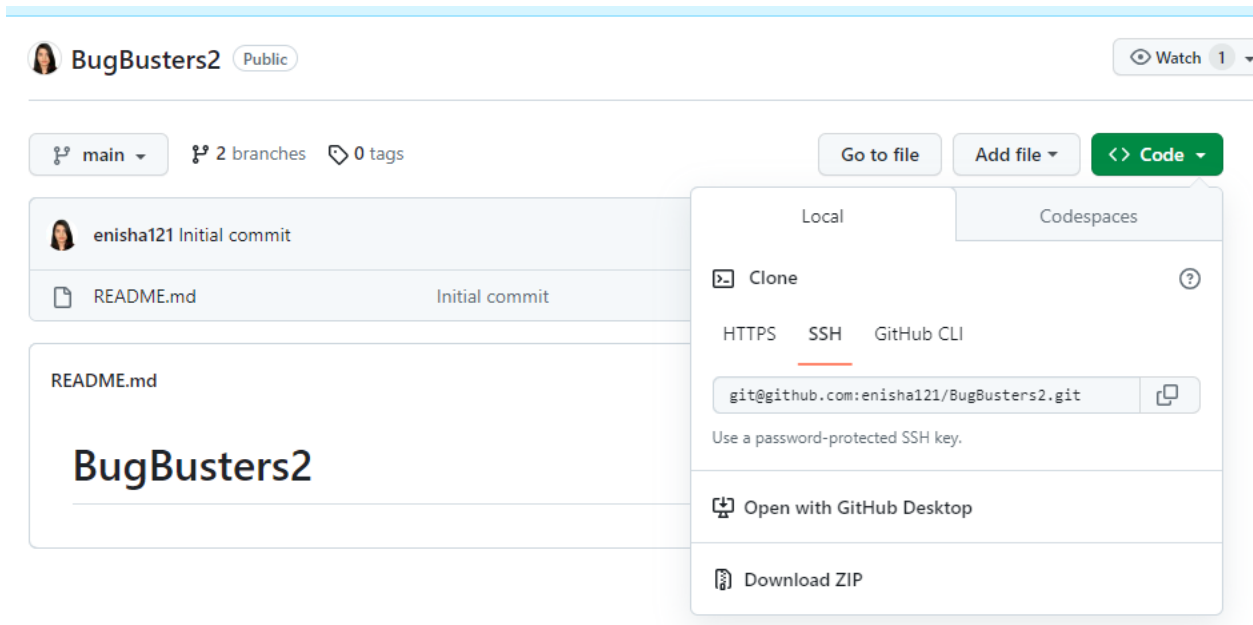 BugBusters2 Public
Watch 1
main 2 branches 0 tags
Go to file Add file <> Code
Local Codespaces
enisha121 Initial commit
Clone
README.md Initial commit
HTTPS SSH GitHub CLI
README.md
git@github.com:enisha121/BugBusters2.git
Use a password-protected SSH key.
BugBusters2
Open with GitHub Desktop
Download ZIP